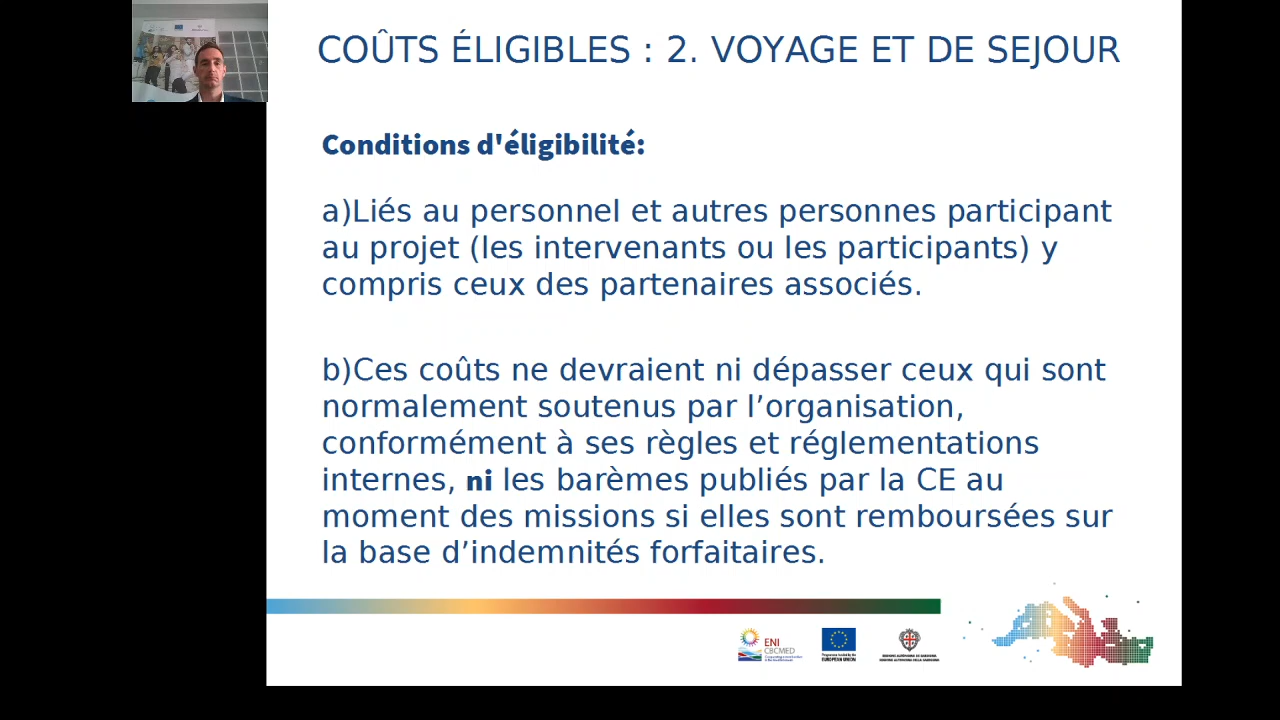 COÛTS ÉLIGIBLES : 2. VOYAGE ET DE SEJOUR
Conditions d'éligibilité:
a)Liés au personnel et autres personnes participant
au projet (les intervenants ou les participants) y
compris ceux des partenaires associés.
b)Ces coûts ne devraient ni dépasser ceux qui sont
normalement soutenus par l’organisation,
conformément à ses règles et réglementations
internes, ni les barèmes publiés par la CE au
moment des missions si elles sont remboursées sur
la base d’indemnités forfaitaires.
ENI
CBCMED
EUROPEAN UNION